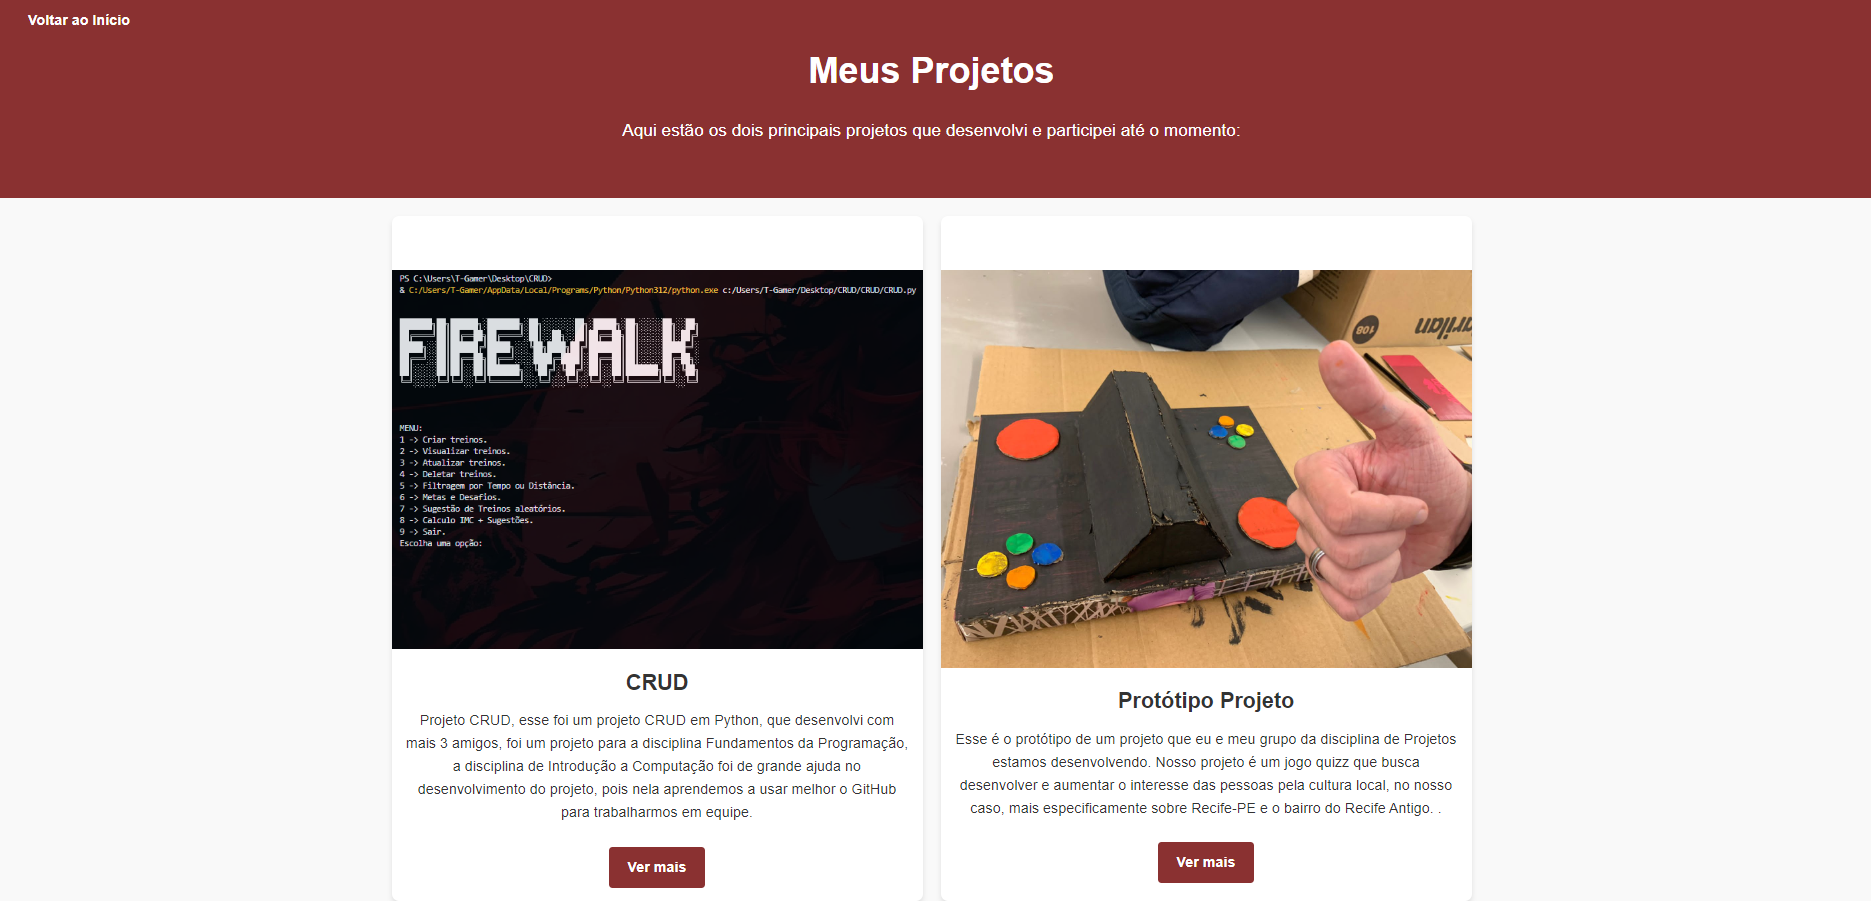 Voltar ao Início
Meus Projetos
Aqui estão os dois principais projetos que desenvolvi e participei até o momento:
PS C:\Users\T-Gamer\Desktop\CRUD>
& C:/Users/T-Gamer/AppData/Local/Programs/Python/Python312/python.exe c:/Users/T-Gamer/Desktop/CRUD/CRUD/CRUD.py
FIREWALK
MENU:
1 -> Criar treinos.
2 -> Visualizar treinos.
3 -> Atualizar treinos.
4 -> Deletar treinos.
5 -> Filtragem por Tempo ou Distância.
6 -> Metas e Desafios.
7 -> Sugestão de Treinos aleatórios.
8 -> Calculo IMC + Sugestões.
9 -> Sair.
Escolha uma opção:
CRUD
Projeto CRUD, esse foi um projeto CRUD em Python, que desenvolvi com
mais 3 amigos, foi um projeto para a disciplina Fundamentos da Programação,
a disciplina de Introdução a Computação foi de grande ajuda no
desenvolvimento do projeto, pois nela aprendemos a usar melhor o GitHub
para trabalharmos em equipe.
Ver mais
108
Protótipo Projeto
Esse é o protótipo de um projeto que eu e meu grupo da disciplina de Projetos
estamos desenvolvendo. Nosso projeto é um jogo quizz que busca
desenvolver e aumentar o interesse das pessoas pela cultura local, no nosso
caso, mais especificamente sobre Recife-PE e o bairro do Recife Antigo. .
Ver mais